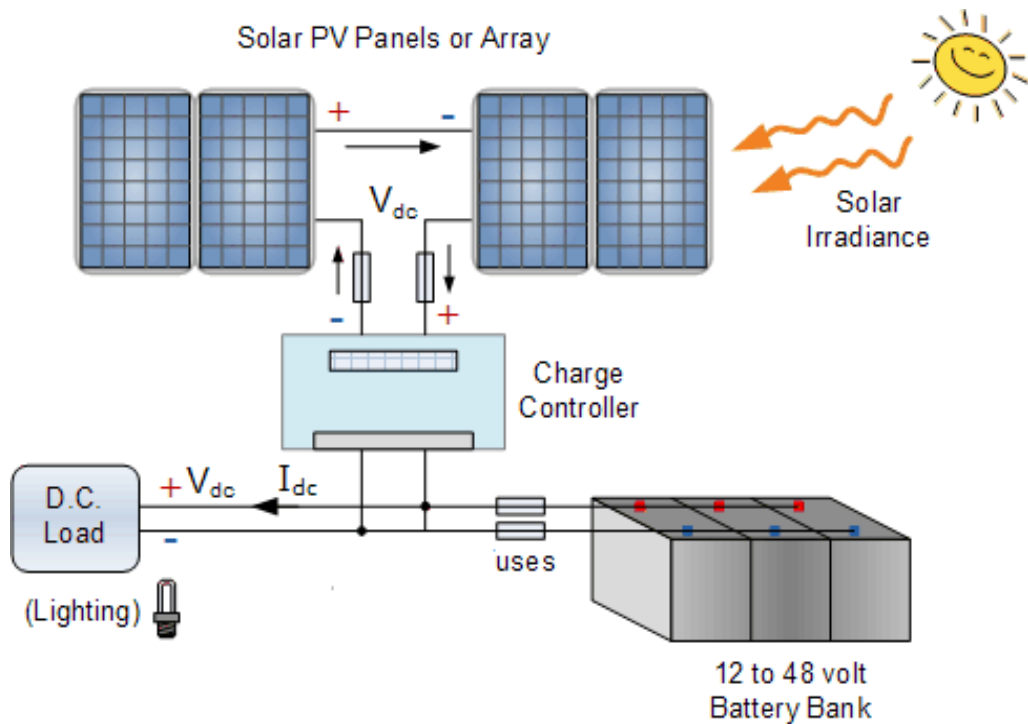 Solar PV Panels or Array
+
-
Vdc
Solar
Irradiance
-
+
Charge
Controller
D.C.
Load
+ Vdc
Idc
-
uses
(Lighting)
12 to 48 volt
Battery Bank